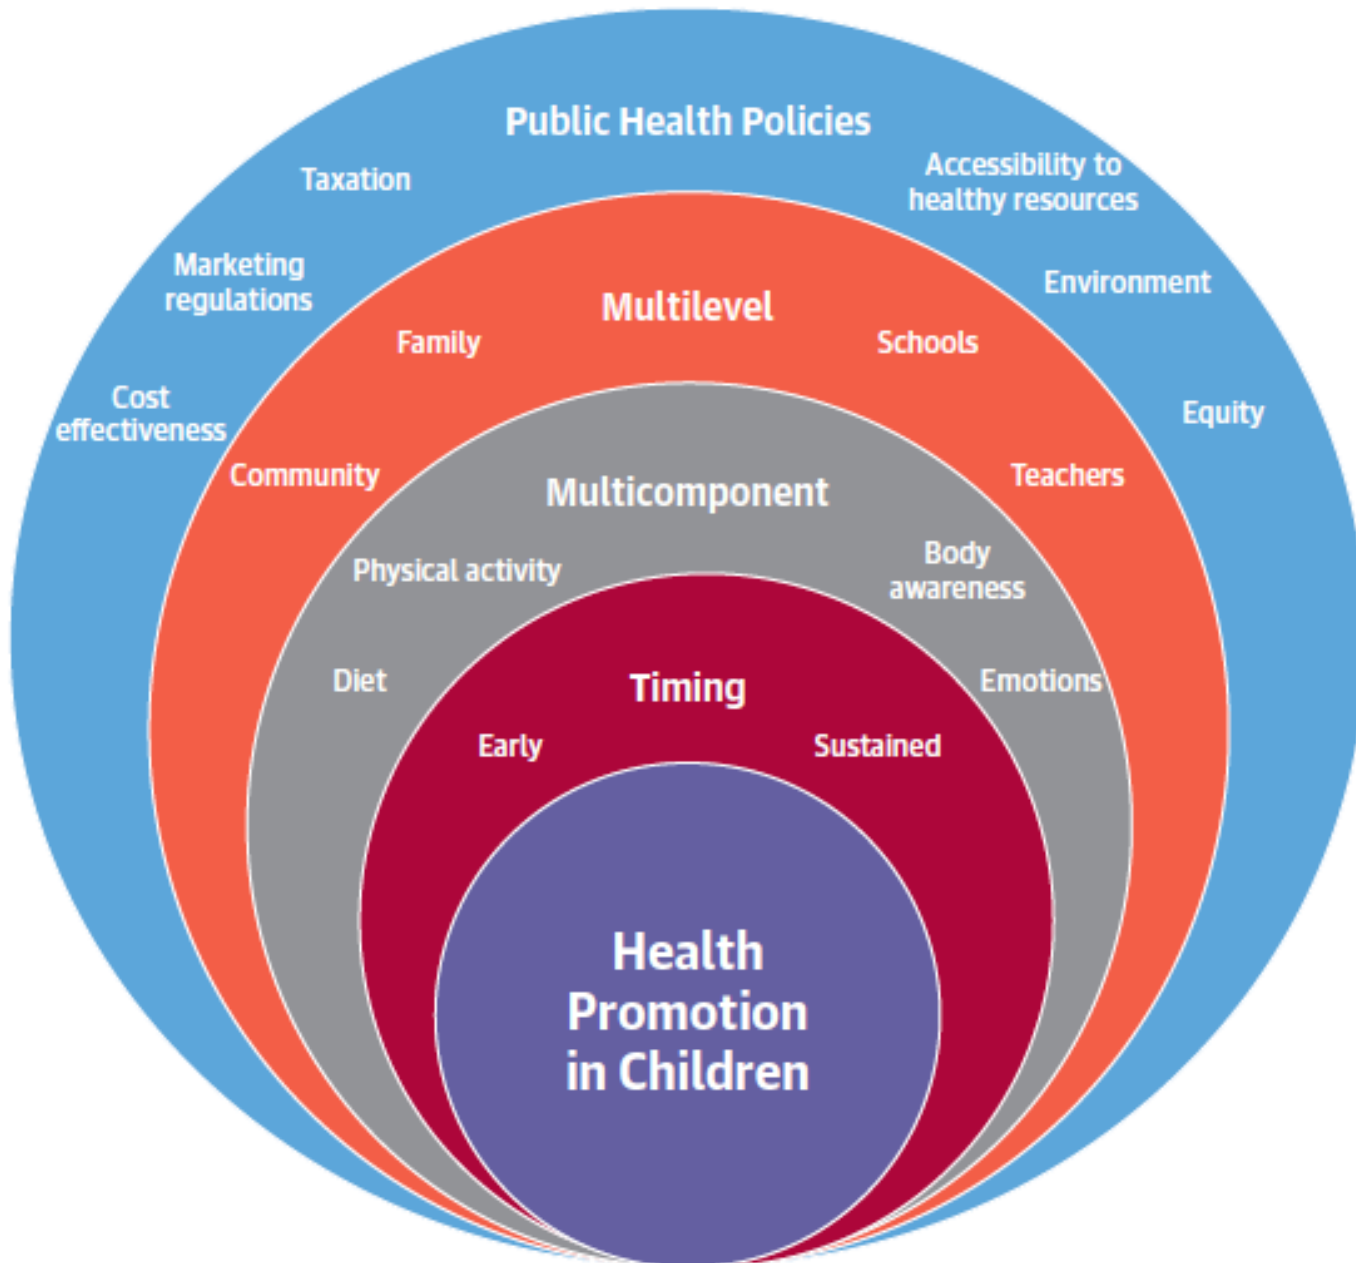 Public Health Policies
Taxation
Accessibility to
healthy resources
Marketing
regulations
Environment
Cost
effectiveness
Equity
Multilevel
Family
Schools
Community
Teachers
Multicomponent
Physical activity
Body
awareness
Diet
Emotions
Timing
Early
Sustained
Health
Promotion
in Children